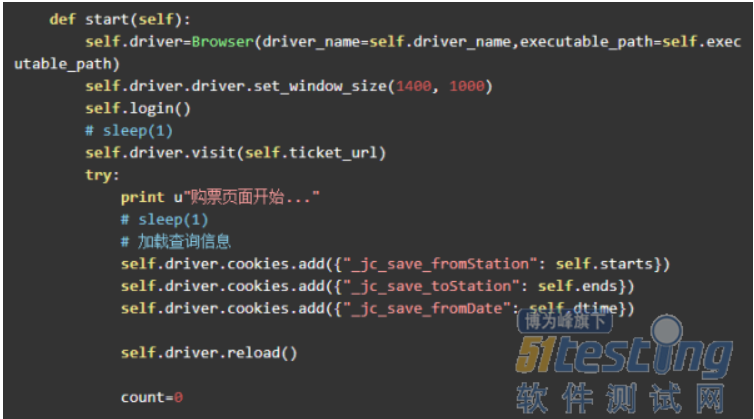 def start(self):
self.driver=Browser(driver_name=self.driver_name,executable_path=self.exec
utable_path)
self.driver.driver.set_window_size(1400, 1000)
self.login()
# sleep(1)
self.driver.visit(self.ticket_url)
try:
print u"购票页面开始..."
# sleep(1)
# 加载查询信息
self.driver.cookies.add({"_jc_save_fromStation": self.starts})
self.driver.cookies.add({"_jc_save_toStation": self.ends})
self.driver.cookies.add({"_jc_save_fromDate": self.dtime})
博为峰旗下
51testing
self.driver.reload()
软件测试网
count=0